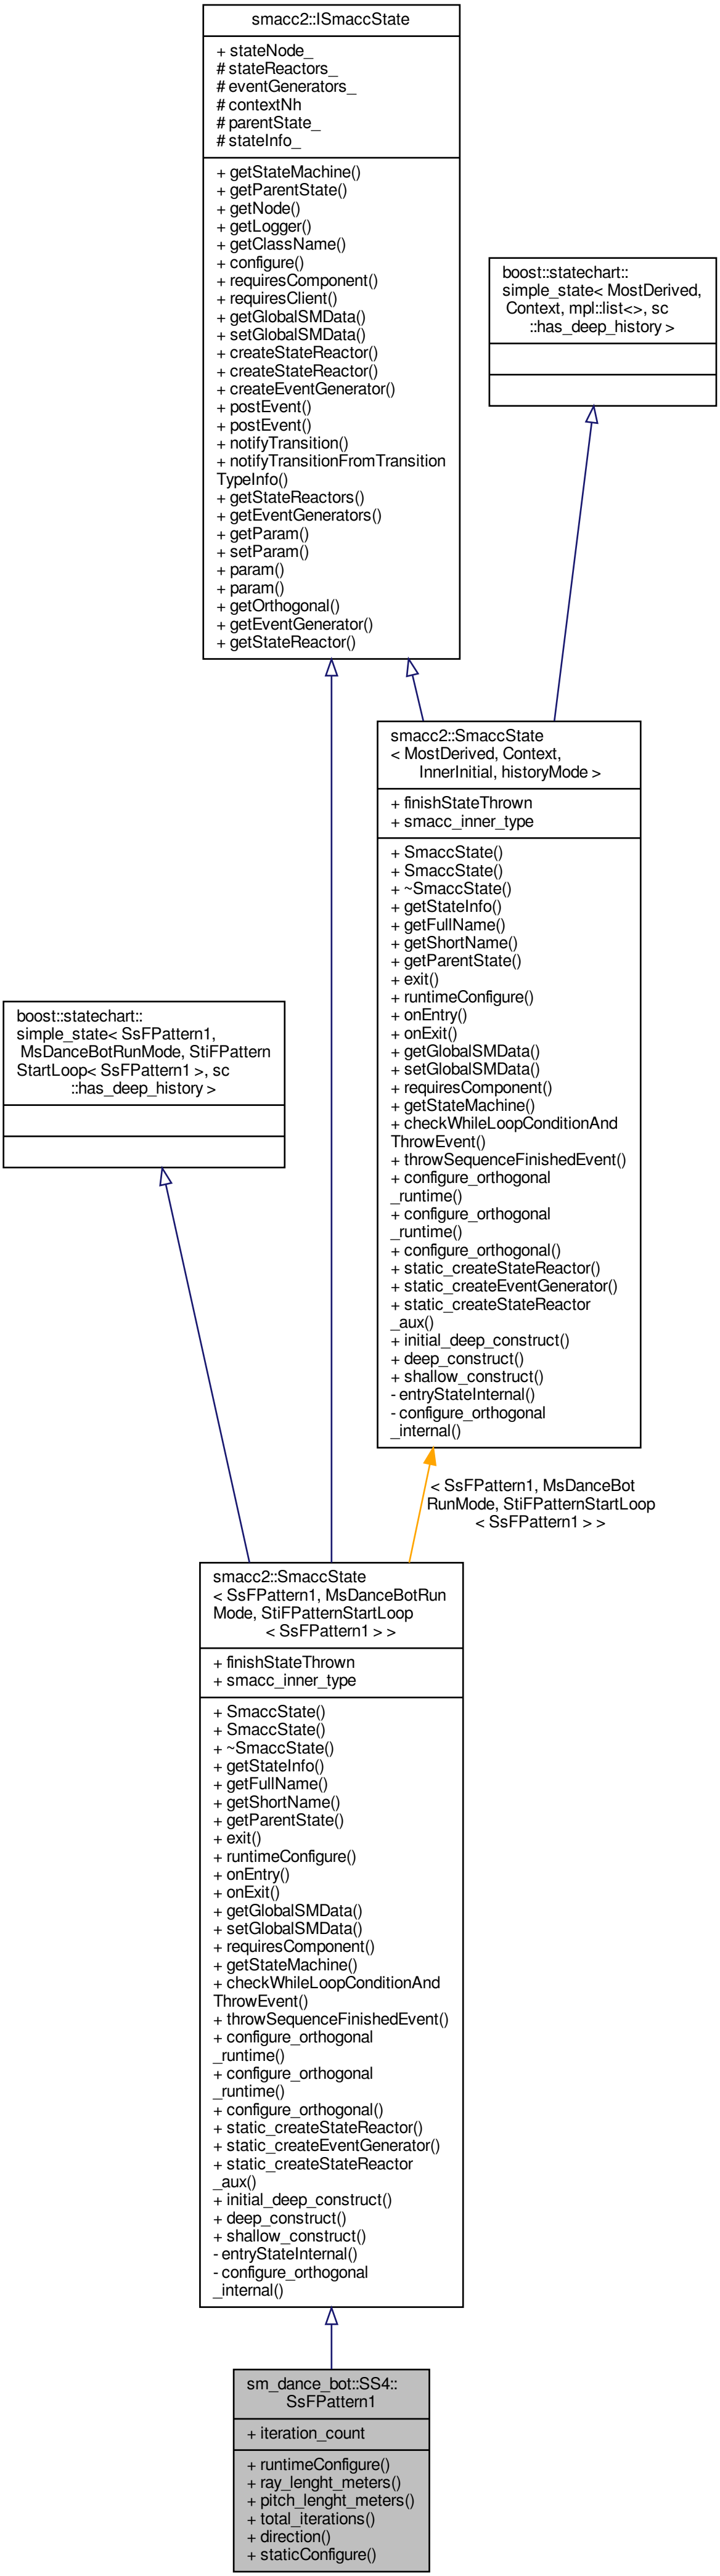 smacc2::ISmaccState
+ stateNode_
# stateReactors_
# eventGenerators_
# contextNh
# parentState_
# stateInfo_
+ getStateMachine()
+ getParentState()
+ getNode()
+ getLogger()
+ getClassName()
+ configure()
+ requiresComponent()
+ requiresClient()
+ getGlobalSMData()
+ setGlobalSMData()
+ createStateReactor()
+ createStateReactor()
+ createEventGenerator()
+ postEvent()
+ postEvent()
+ notifyTransition()
+ notifyTransitionFromTransition
TypeInfo()
+ getStateReactors()
+ getEventGenerators()
+ getParam()
+ setParam()
+ param()
+ param()
+ getOrthogonal()
+ getEventGenerator()
+ getStateReactor()
boost::statechart::
simple_state< MostDerived,
Context, mpl::list<>, sc
::has_deep_history >
smacc2::SmaccState
< MostDerived, Context,
InnerInitial, historyMode >
+ finishStateThrown
+ smacc_inner_type
+ SmaccState()
+ SmaccState()
+ ~SmaccState()
+ getStateInfo()
+ getFullName()
+ getShortName()
+ getParentState()
+ exit()
+ runtimeConfigure()
+ onEntry()
+ onExit()
+ getGlobalSMData()
+ setGlobalSMData()
+ requiresComponent()
+ getStateMachine()
+ checkWhileLoopConditionAnd
ThrowEvent()
+ throwSequenceFinishedEvent()
+ configure_orthogonal
_runtime()
+ configure_orthogonal
_runtime()
+ configure_orthogonal()
+ static_createStateReactor()
+ static_createEventGenerator()
+ static_createStateReactor
_aux()
+ initial_deep_construct()
+ deep_construct()
+ shallow_construct()
- entryStateInternal()
- configure_orthogonal
_internal()
boost::statechart::
simple_state< SsFPattern1,
MsDanceBotRunMode, StiFPattern
StartLoop< SsFPattern1 >, sc
::has_deep_history >
< SsFPattern1, MsDanceBot
RunMode, StiFPatternStartLoop
< SsFPattern1 > >
smacc2::SmaccState
< SsFPattern1, MsDanceBotRun
Mode, StiFPatternStartLoop
< SsFPattern1 > >
+ finishStateThrown
+ smacc_inner_type
+ SmaccState()
+ SmaccState()
+ ~SmaccState()
+ getStateInfo()
+ getFullName()
+ getShortName()
+ getParentState()
+ exit()
+ runtimeConfigure()
+ onEntry()
+ onExit()
+ getGlobalSMData()
+ setGlobalSMData()
+ requiresComponent()
+ getStateMachine()
+ checkWhileLoopConditionAnd
ThrowEvent()
+ throwSequenceFinishedEvent()
+ configure_orthogonal
_runtime()
+ configure_orthogonal
_runtime()
+ configure_orthogonal()
+ static_createStateReactor()
+ static_createEventGenerator()
+ static_createStateReactor
_aux()
+ initial_deep_construct()
+ deep_construct()
+ shallow_construct()
- entryStateInternal()
- configure_orthogonal
_internal()
sm_dance_bot::SS4::
SsFPattern1
+ iteration_count
+ runtimeConfigure()
+ ray_lenght_meters()
+ pitch_lenght_meters()
+ total_iterations()
+ direction()
+ staticConfigure()